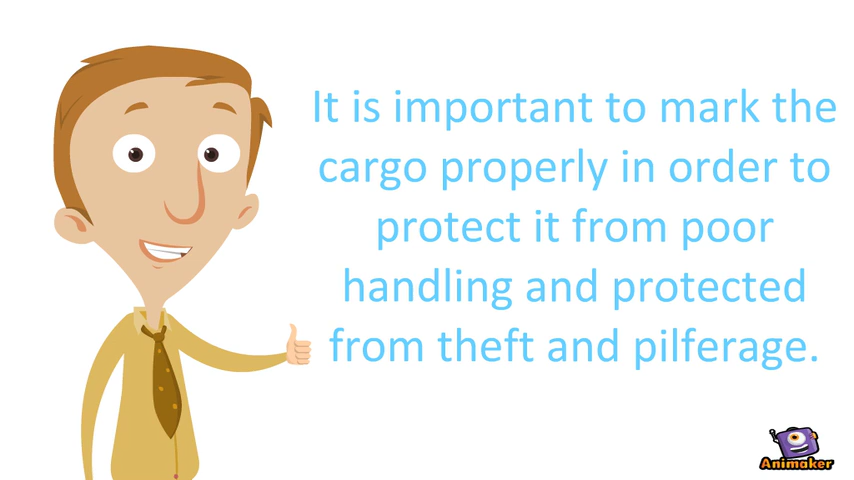 It is important to mark the
cargo properly in order to
protect it from poor
handling and protected
from theft and pilferage.
Animaker